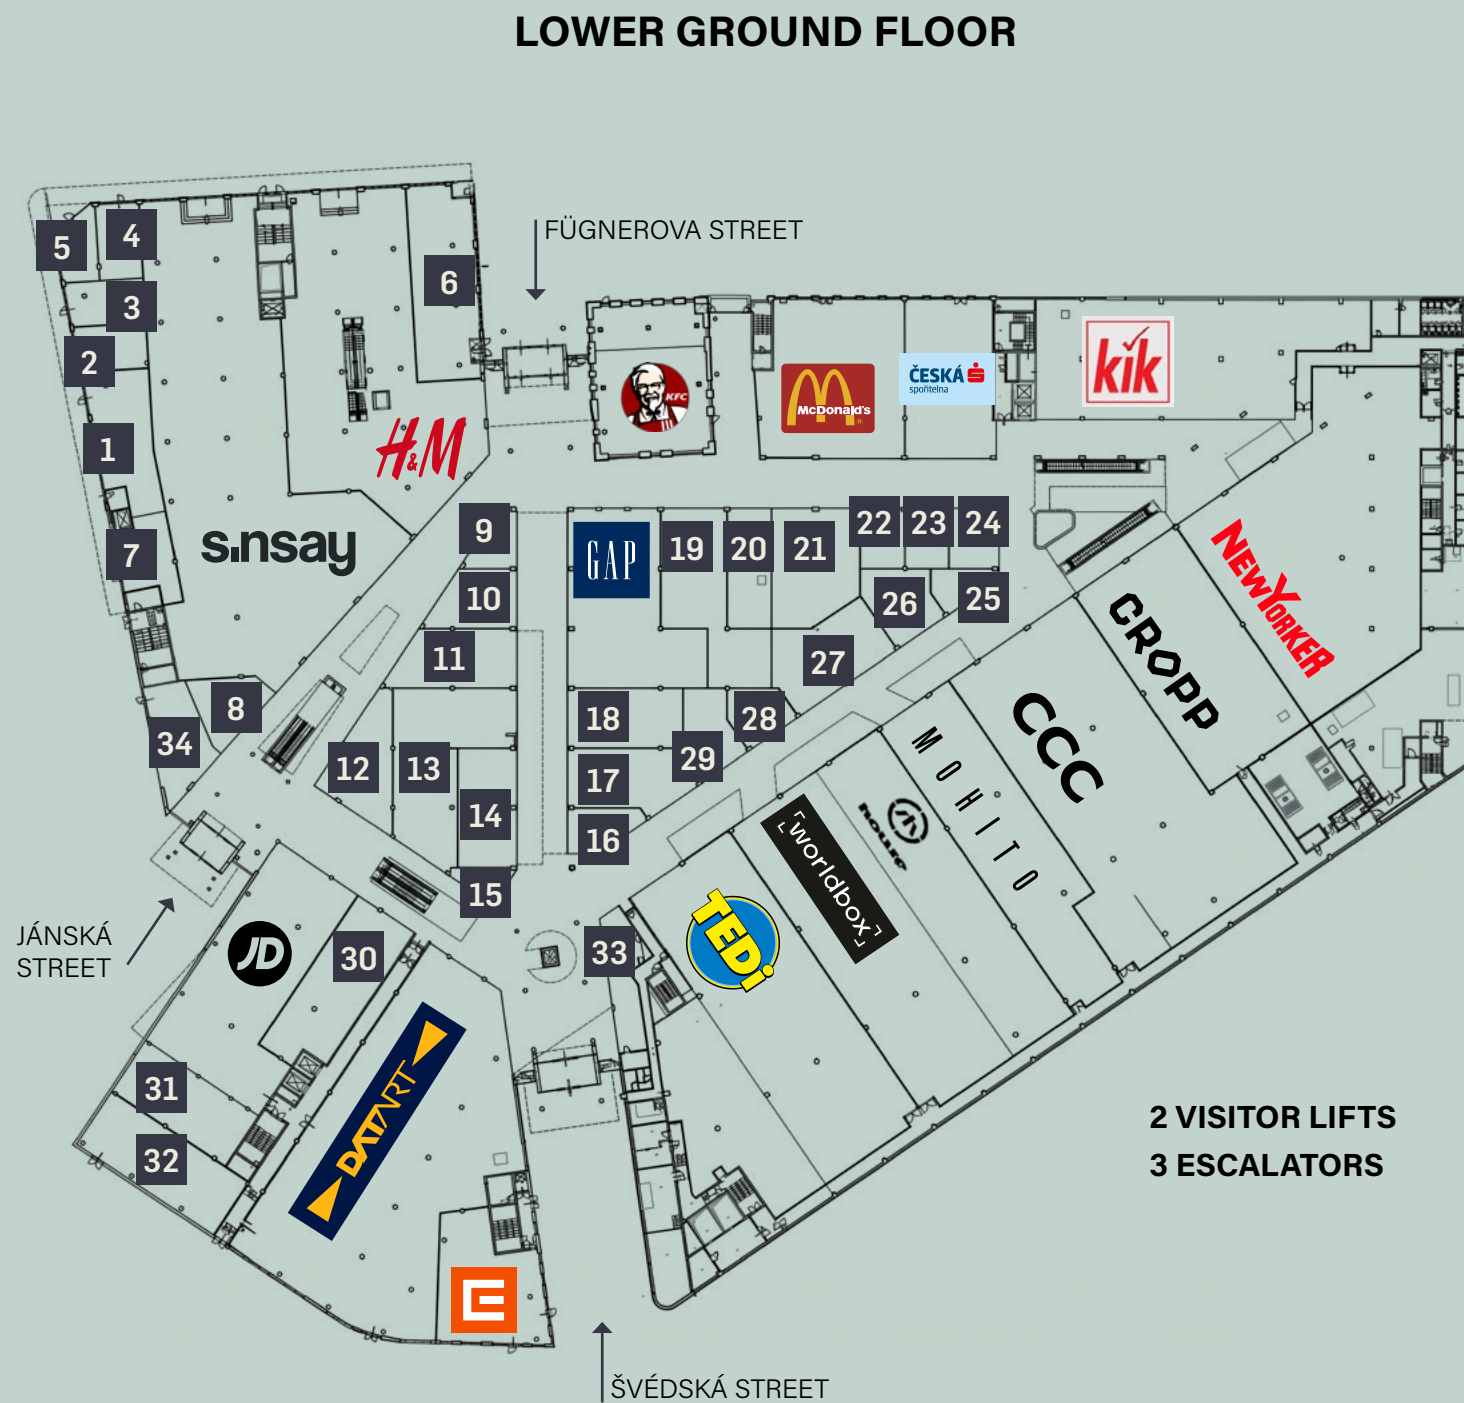 LOWER GROUND FLOOR
FÜGNEROVA STREET
5
4
6
3
2
1
7
H&M
sinsay
KFC
McDonald's
ČESKÁ
spořitelna
kik
9
10
11
GAP
19
20
21
22
23
24
25
26
27
NEWYORKER
CROPP
CCC
MOHITO
house
worldbox
TEDi
8
34
12
13
14
15
18
28
29
17
16
33
JÁNSKÁ
STREET
JD
30
DATART
31
32
2 VISITOR LIFTS
3 ESCALATORS
ŠVÉDSKÁ STREET